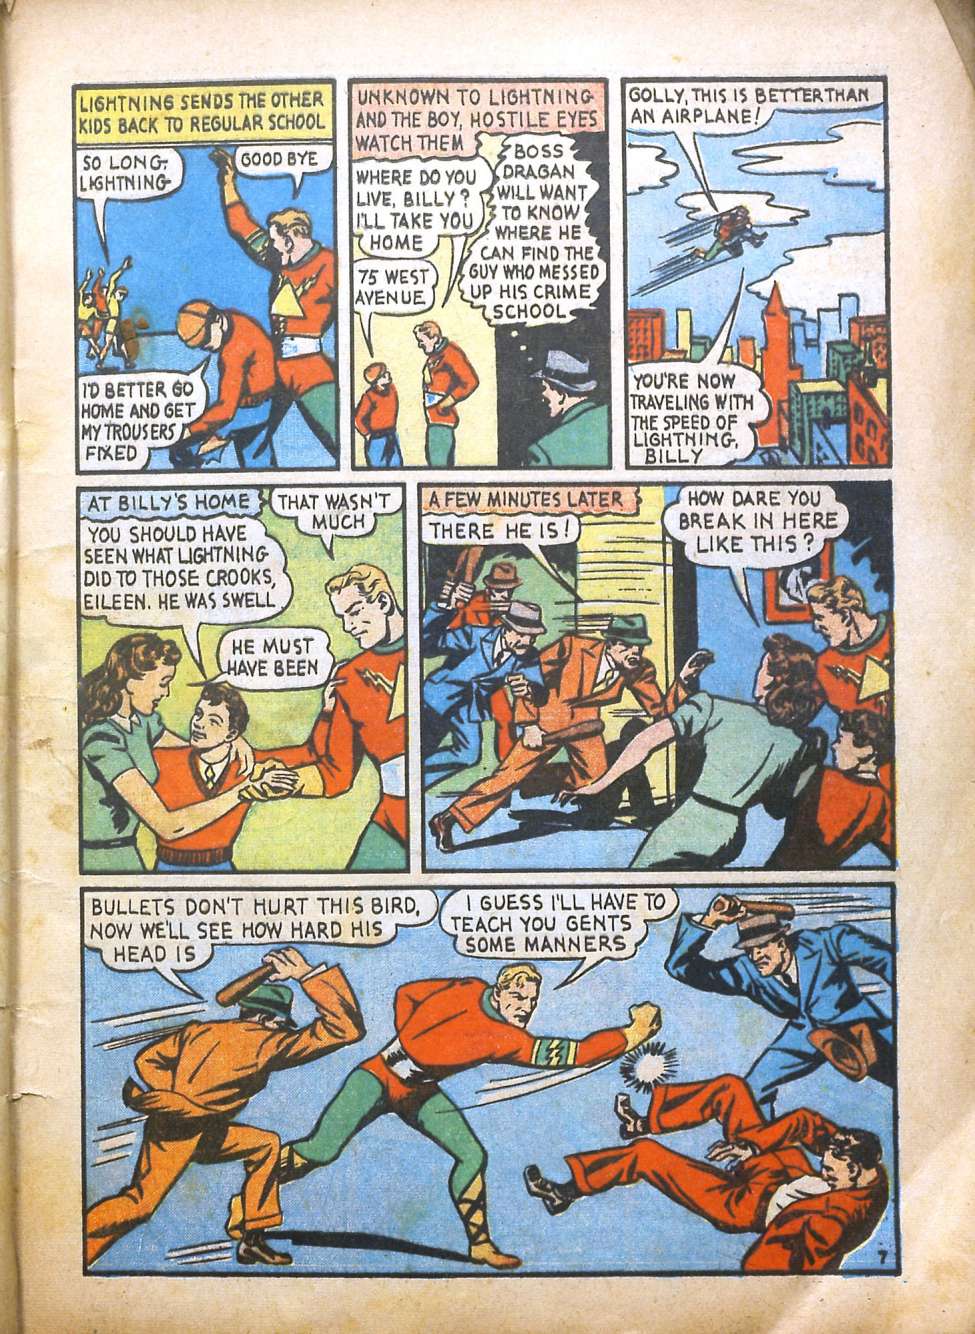 LIGHTNING SENDS THE OTHER
KIDS BACK TO REGULAR SCHOOL
SO LONG,
LIGHTNING
GOOD BYE
I'D BETTER GO
HOME AND GET
MY TROUSERS
FIXED
UNKNOWN TO LIGHTNING
AND THE BOY, HOSTILE EYES
WATCH THEM
WHERE DO YOU
LIVE, BILLY?
I'LL TAKE YOU
HOME
75 WEST
AVENUE
BOSS
DRAGAN
WILL WANT
TO KNOW
WHERE HE
CAN FIND THE
GUY WHO MESSED
UP HIS CRIME
SCHOOL
GOLLY, THIS IS BETTER THAN
AN AIRPLANE!
YOU'RE NOW
TRAVELING WITH
THE SPEED OF
LIGHTNING,
BILLY
AT BILLY'S HOME
YOU SHOULD HAVE
SEEN WHAT LIGHTNING
DID TO THOSE CROOKS,
EILEEN. HE WAS SWELL
THAT WASN'T
MUCH
HE MUST
HAVE BEEN
A FEW MINUTES LATER
THERE HE IS!
HOW DARE YOU
BREAK IN HERE
LIKE THIS?
BULLETS DON'T HURT THIS BIRD,
NOW WE'LL SEE HOW HARD HIS
HEAD IS
I GUESS I'LL HAVE TO
TEACH YOU GENTS
SOME MANNERS
7